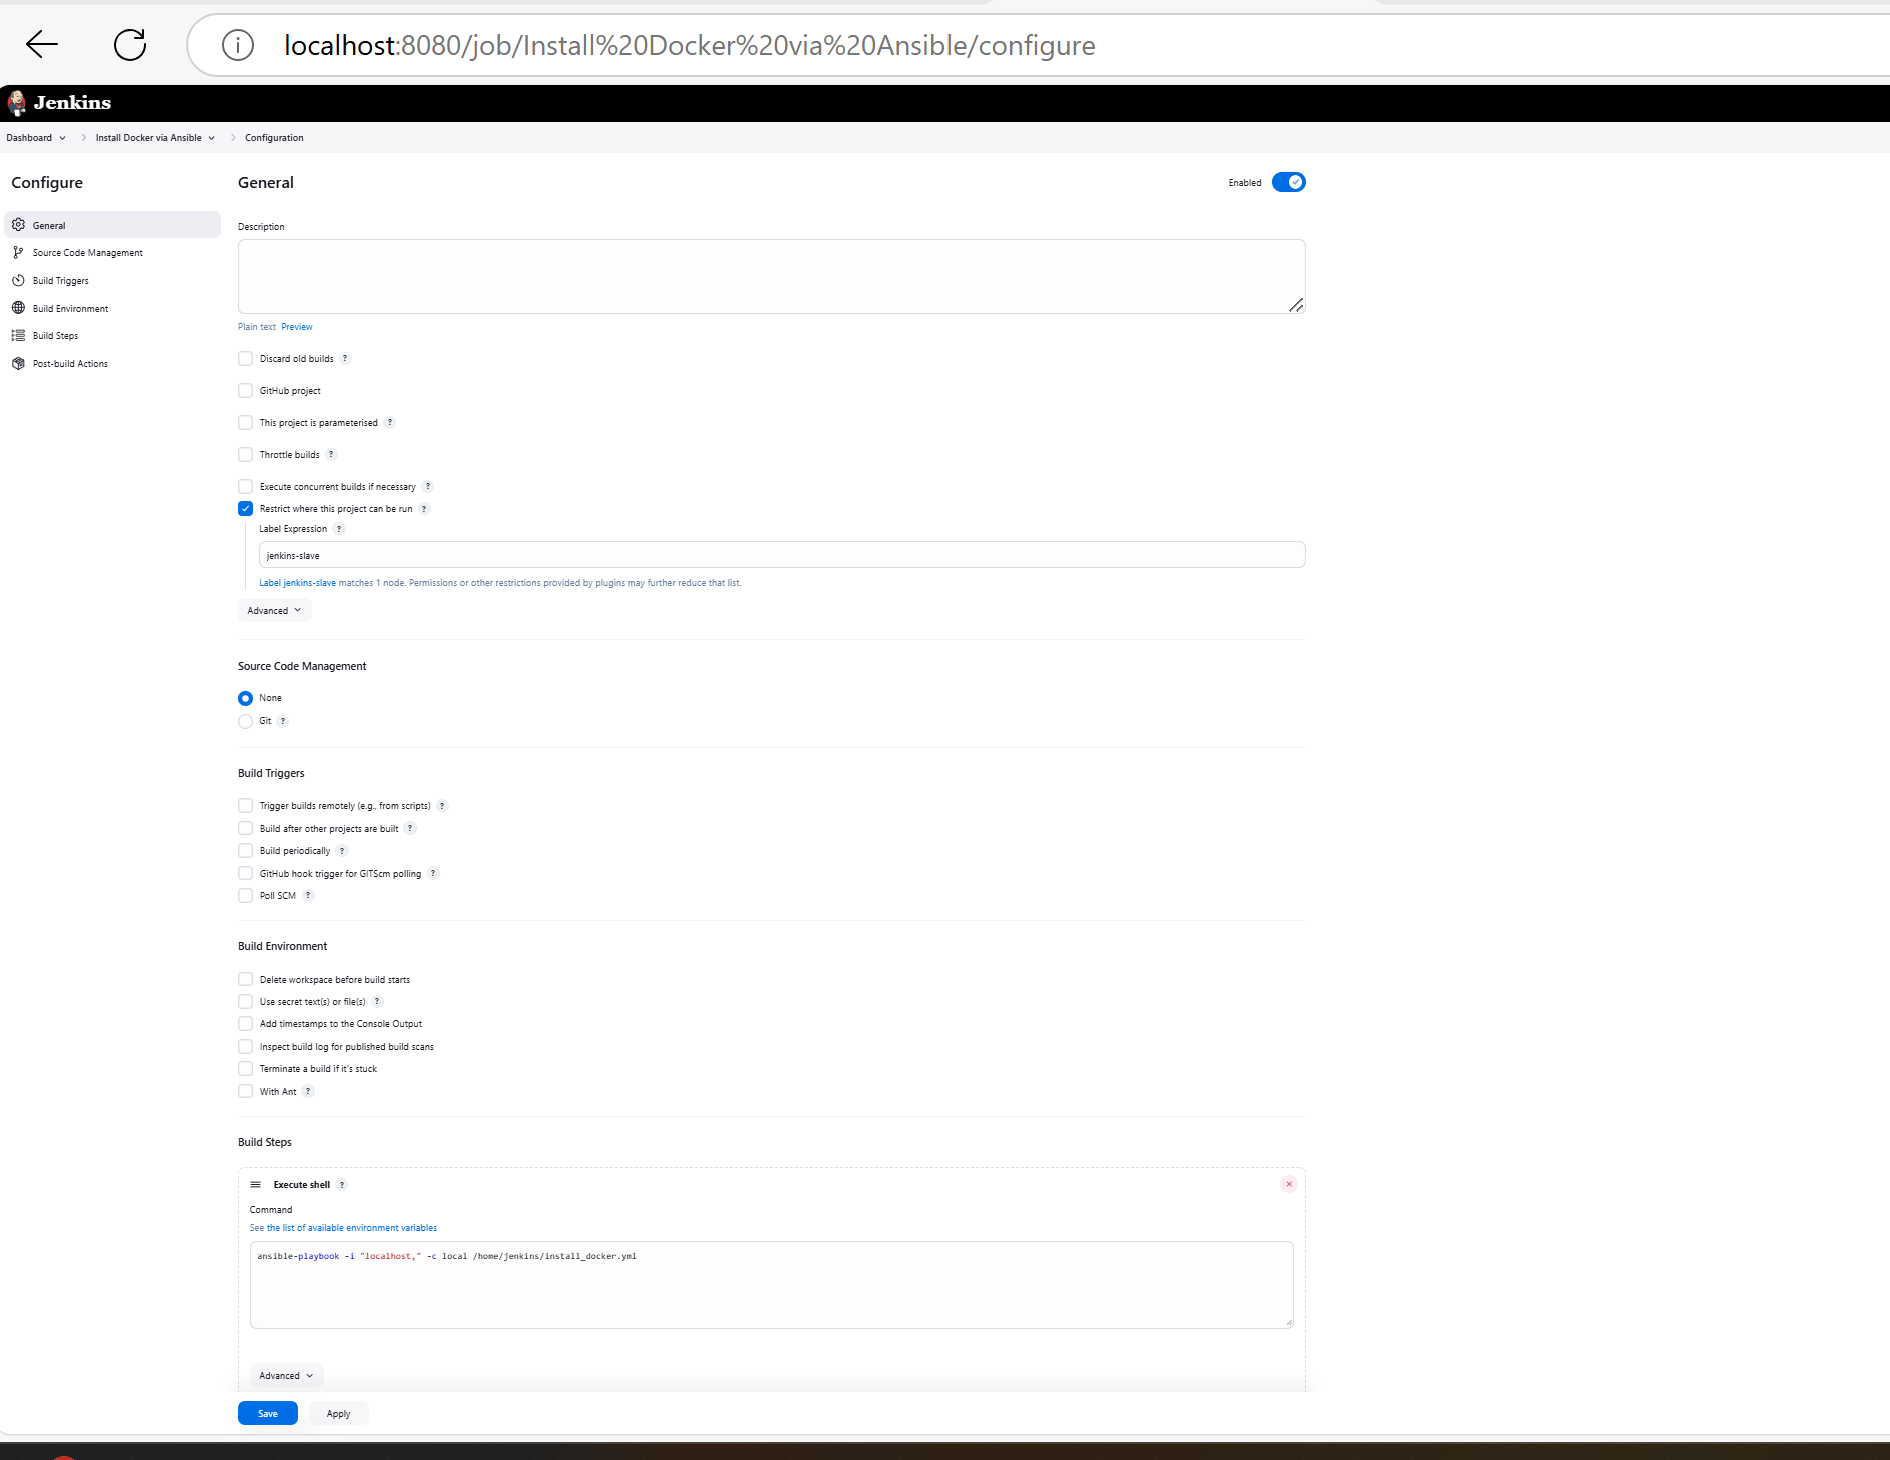 localhost:8080/job/Install%20Docker%20via%20Ansible/configure
Jenkins
Dashboard Install Docker via Ansible Configuration
Configure
General
Source Code Management
Build Triggers
Build Environment
Build Steps
Post-build Actions
General
Enabled
Description
Plain text Preview
Discard old builds ?
GitHub project
This project is parameterised ?
Throttle builds ?
Execute concurrent builds if necessary ?
Restrict where this project can be run ?
Label Expression ?
jenkins-slave
Label jenkins-slave matches 1 node. Permissions or other restrictions provided by plugins may further reduce that list.
Advanced
Source Code Management
None
Git ?
Build Triggers
Trigger builds remotely (e.g., from scripts) ?
Build after other projects are built ?
Build periodically ?
GitHub hook trigger for GITScm polling ?
Poll SCM ?
Build Environment
Delete workspace before build starts
Use secret text(s) or file(s) ?
Add timestamps to the Console Output
Inspect build log for published build scans
Terminate a build if it's stuck
With Ant ?
Build Steps
Execute shell ?
Command
See the list of available environment variables
ansible-playbook -i "localhost," -c local /home/jenkins/install_docker.yml
Advanced
Save Apply